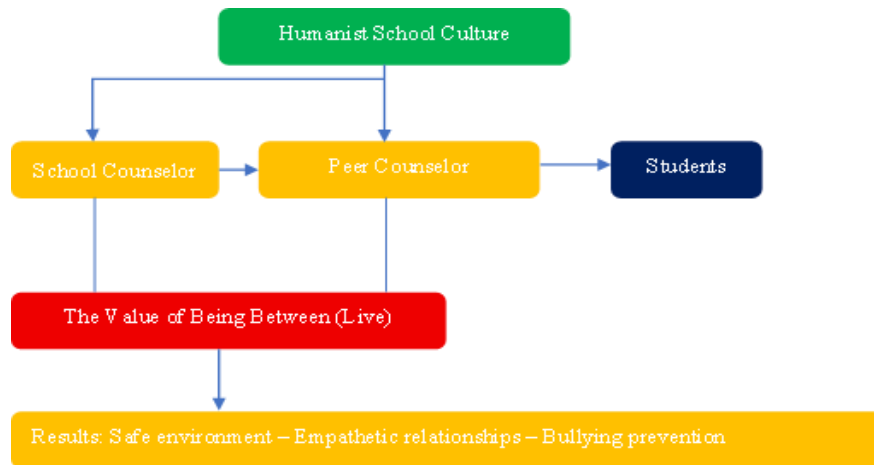 Humanist School Culture
School Counselor
Peer Counselor
Students
The Value of Being Between (Live)
Results: Safe environment – Empathetic relationships – Bullying prevention